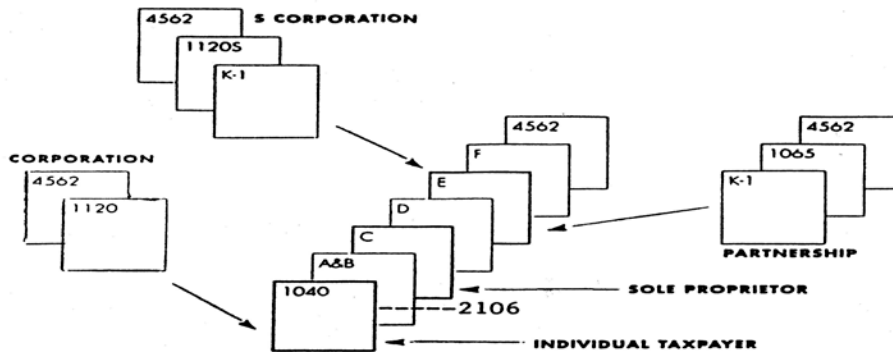 4562
S CORPORATION
1120S
K-1
4562
F
4562
E
1065
CORPORATION
K-1
4562
D
1120
C
A&B
PARTNERSHIP
1040
SOLE PROPRIETOR
2106
INDIVIDUAL TAXPAYER